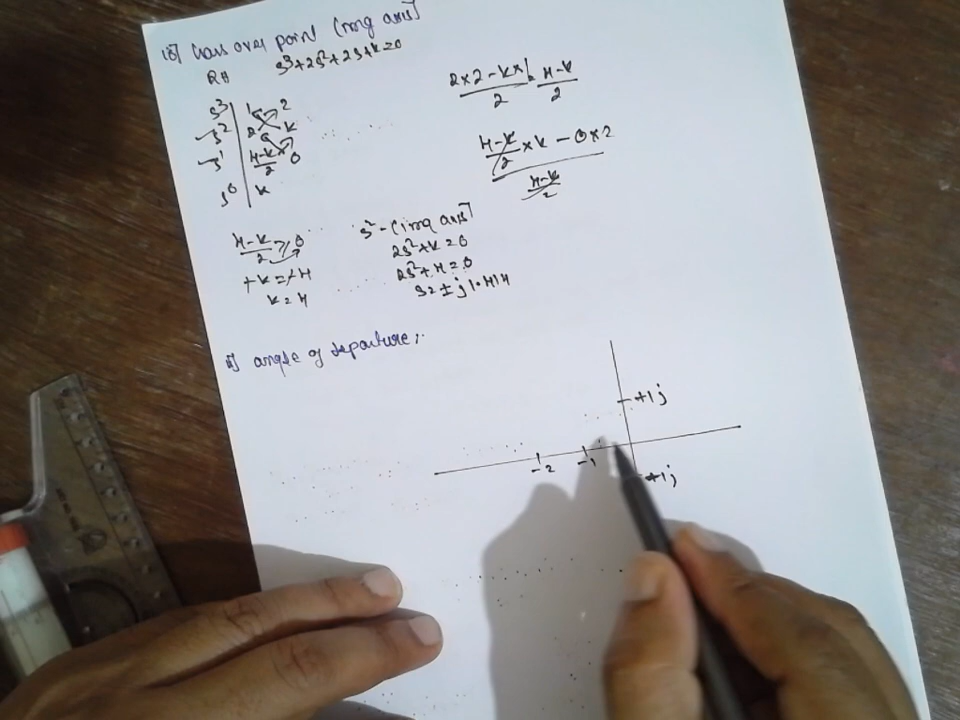 Cross over point (img axis]
RH s³+2s²+2s+k=0
s³ | 1 2
s² | 2 k
s¹ | 4-k/2 0
s⁰ | k
2×2-k×1/2 = 4-k/2
4-k/2 ×k - 0×2
4-k/2
4-k/2 = 0
+k = +4
k = 4
s² - (img axis]
2s²+k=0
2s²+4=0
s= ±j1.414
angle of departure:-
+1j
-2 -1
+1j